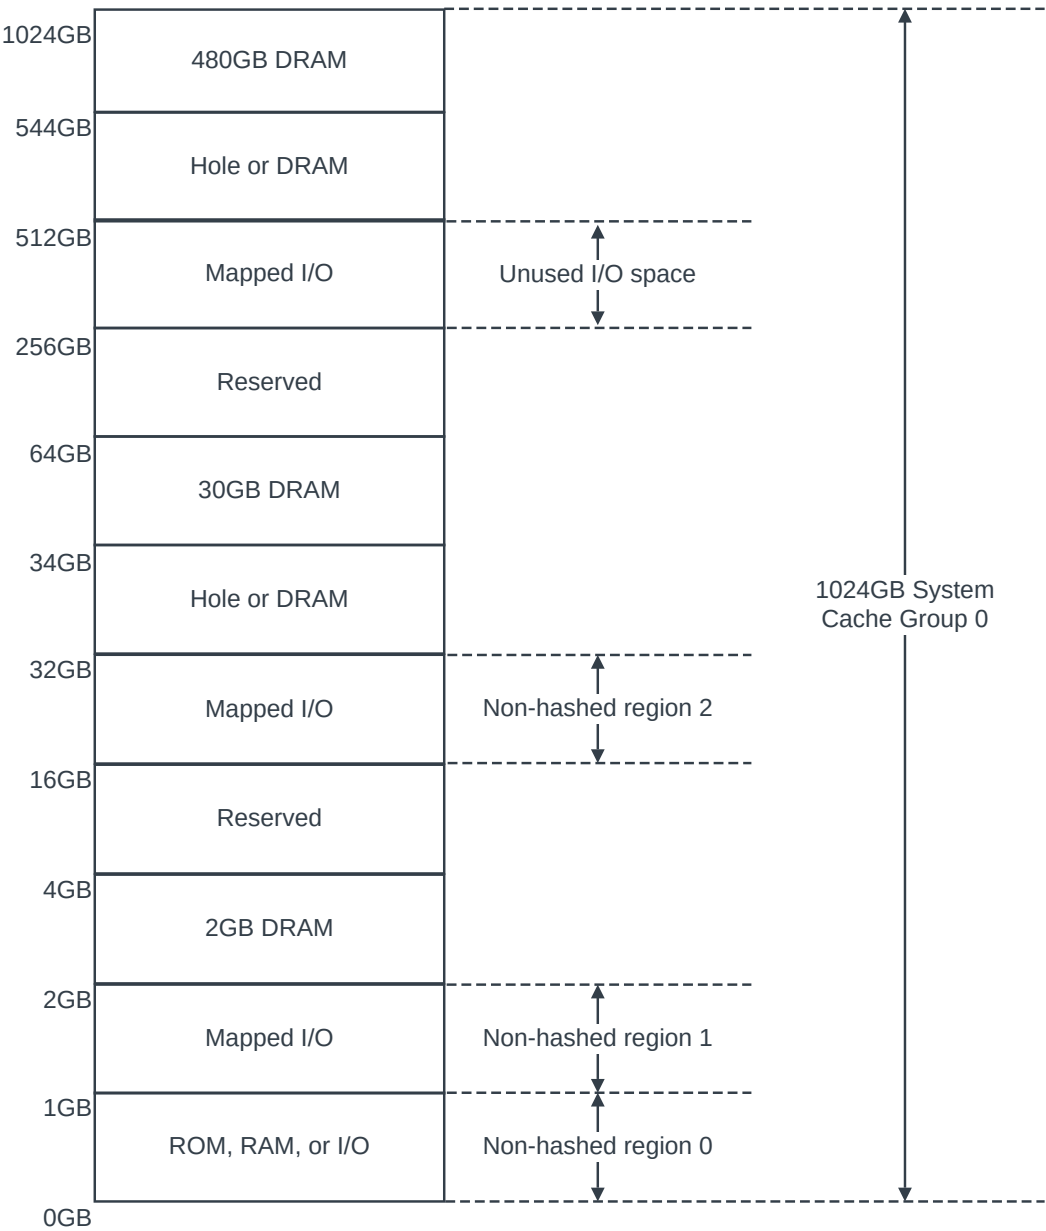 1024GB
480GB DRAM
544GB
Hole or DRAM
512GB
Mapped I/O
Unused I/O space
256GB
Reserved
64GB
30GB DRAM
34GB
Hole or DRAM
1024GB System
Cache Group 0
32GB
Mapped I/O
Non-hashed region 2
16GB
Reserved
4GB
2GB DRAM
2GB
Mapped I/O
Non-hashed region 1
1GB
ROM, RAM, or I/O
Non-hashed region 0
0GB